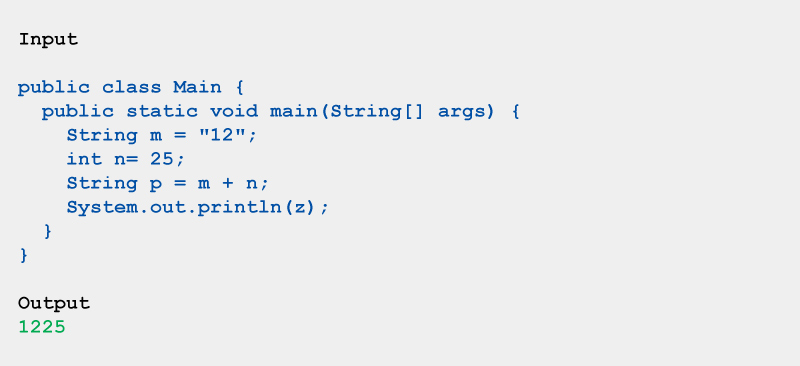 Input
public class Main {
public static void main(String[] args) {
String m = "12";
int n= 25;
String p = m + n;
System.out.println(z);
}
}
Output
1225